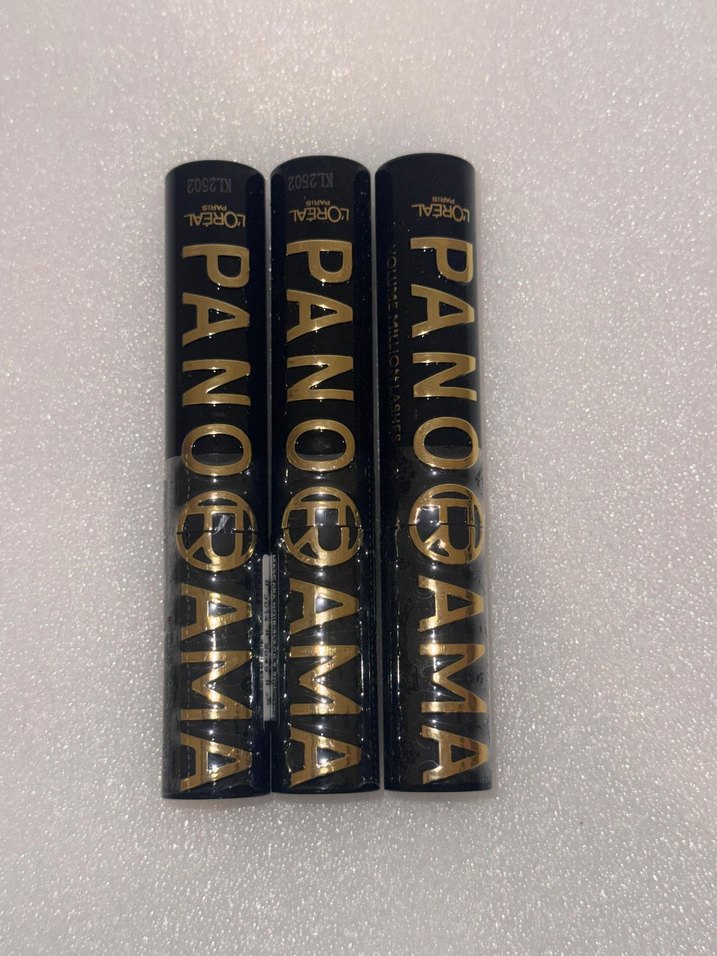 KL2502
L'ORÉAL
PARIS
PANORAMA
KL2502
L'ORÉAL
PARIS
PANORAMA
L'ORÉAL
PARIS
PANORAMA
VOLUME MILLION LASHES